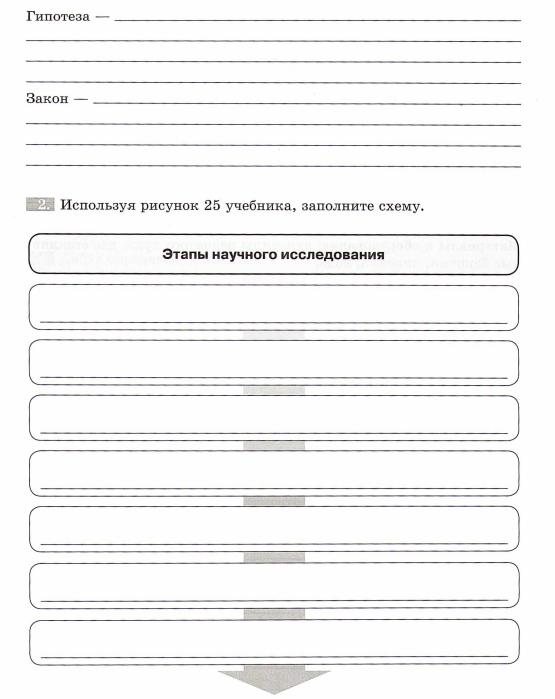 Гипотеза —
Закон —
2. Используя рисунок 25 учебника, заполните схему.
Этапы научного исследования